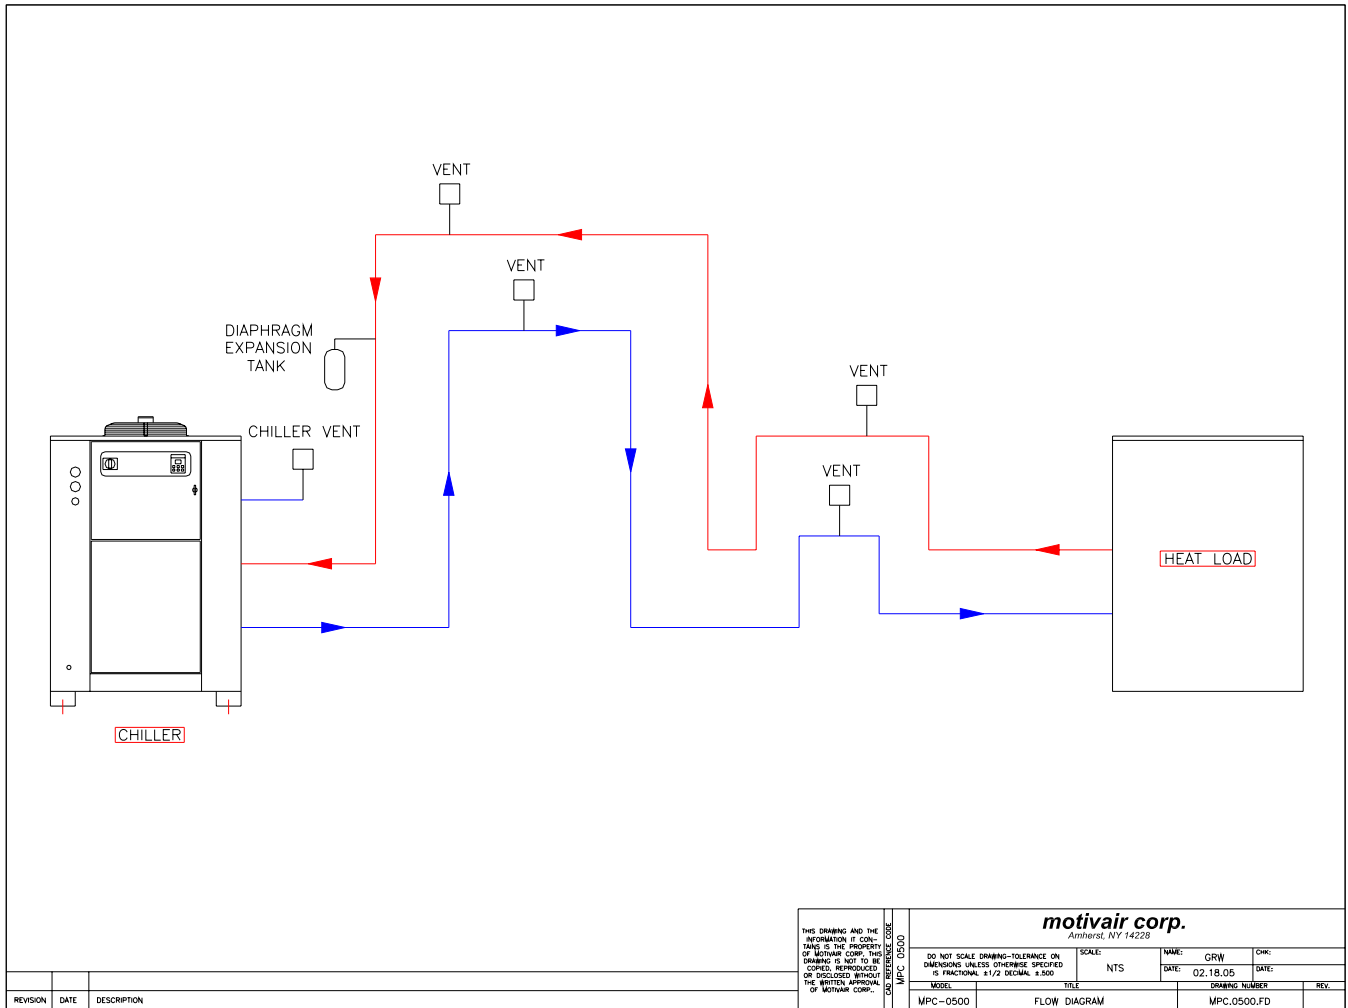 VENT
VENT
DIAPHRAGM
EXPANSION
TANK
VENT
CHILLER VENT
VENT
HEAT LOAD
CHILLER
THIS DRAWING AND THE
INFORMATION IT CON-
TAINS IS THE PROPERTY
OF MOTIVAIR CORP. THIS
DRAWING IS NOT TO BE
COPIED, REPRODUCED
OR DISCLOSED WITHOUT
THE WRITTEN APPROVAL
OF MOTIVAIR CORP..
CAD REFERENCE CODE
MPC 0500
motivair corp.
Amherst, NY 14228
DO NOT SCALE DRAWING-TOLERANCE ON
DIMENSIONS UNLESS OTHERWISE SPECIFIED
IS FRACTIONAL ±1/2 DECIMAL ±.500
SCALE:
NTS
NAME:
GRW
CHK:
DATE:
02.18.05
DATE:
MODEL
TITLE
DRAWING NUMBER
REV.
MPC-0500
FLOW DIAGRAM
MPC.0500.FD
REVISION
DATE
DESCRIPTION